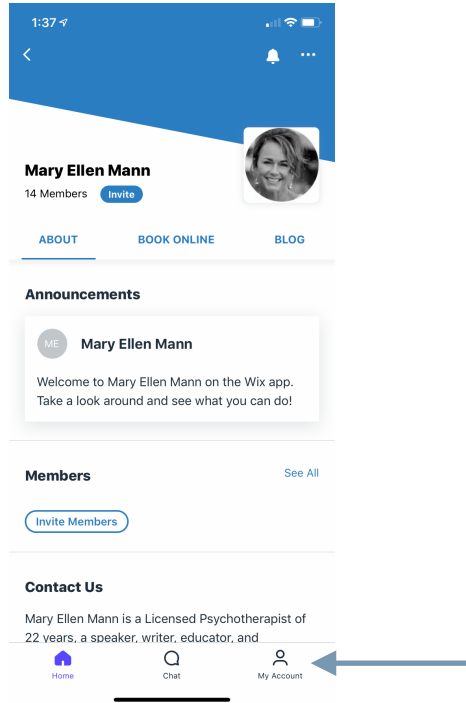 1:37
Mary Ellen Mann
14 Members Invite
ABOUT BOOK ONLINE BLOG
Announcements
ME Mary Ellen Mann
Welcome to Mary Ellen Mann on the Wix app.
Take a look around and see what you can do!
Members See All
Invite Members
Contact Us
Mary Ellen Mann is a Licensed Psychotherapist of
22 years, a speaker, writer, educator, and
Home Chat My Account